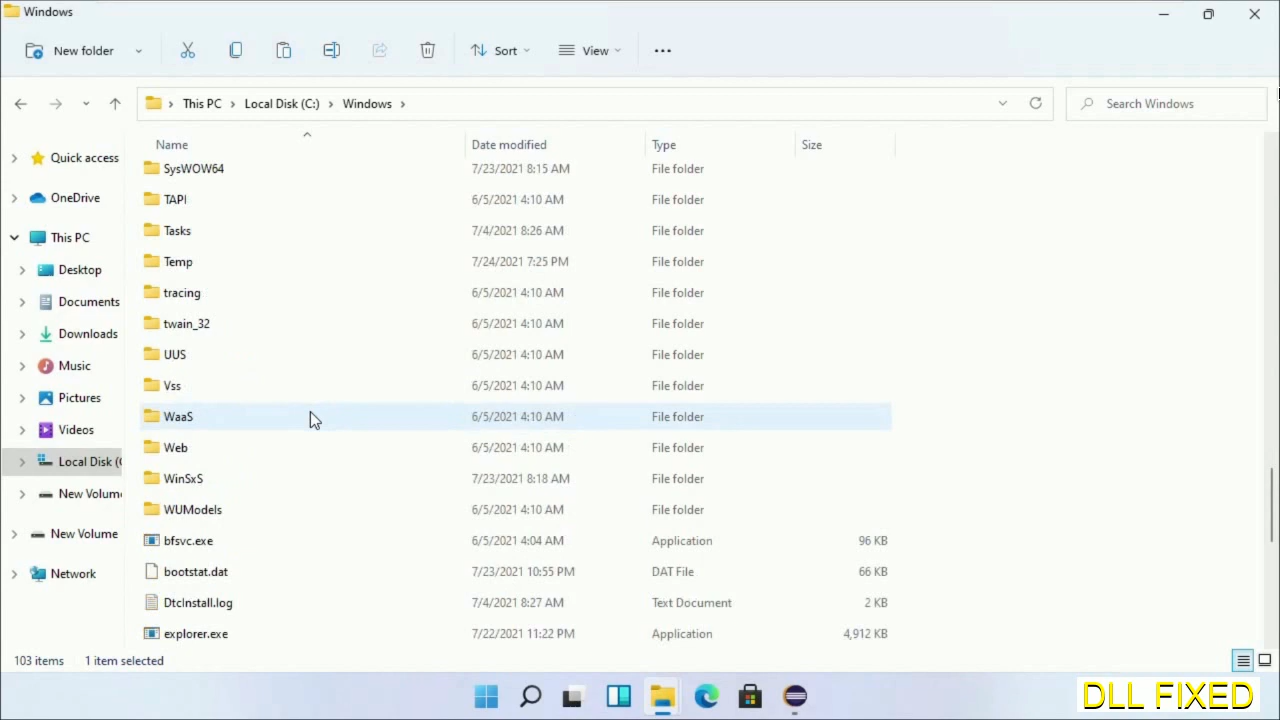 Windows
New folder
Sort
View
This PC > Local Disk (C:) > Windows >
Search Windows
Name Date modified Type Size
Quick access
OneDrive
This PC
Desktop
Documents
Downloads
Music
Pictures
Videos
Local Disk (C
New Volum
New Volume
Network
SysWOW64 7/23/2021 8:15 AM File folder
TAPI 6/5/2021 4:10 AM File folder
Tasks 7/4/2021 8:26 AM File folder
Temp 7/24/2021 7:25 PM File folder
tracing 6/5/2021 4:10 AM File folder
twain_32 6/5/2021 4:10 AM File folder
UUS 6/5/2021 4:10 AM File folder
Vss 6/5/2021 4:10 AM File folder
WaaS 6/5/2021 4:10 AM File folder
Web 6/5/2021 4:10 AM File folder
WinSxS 7/23/2021 8:18 AM File folder
WUModels 6/5/2021 4:10 AM File folder
bfsvc.exe 6/5/2021 4:04 AM Application 96 KB
bootstat.dat 7/23/2021 10:55 PM DAT File 66 KB
DtcInstall.log 7/4/2021 8:27 AM Text Document 2 KB
explorer.exe 7/22/2021 11:22 PM Application 4,912 KB
103 items 1 item selected
DLL FIXED